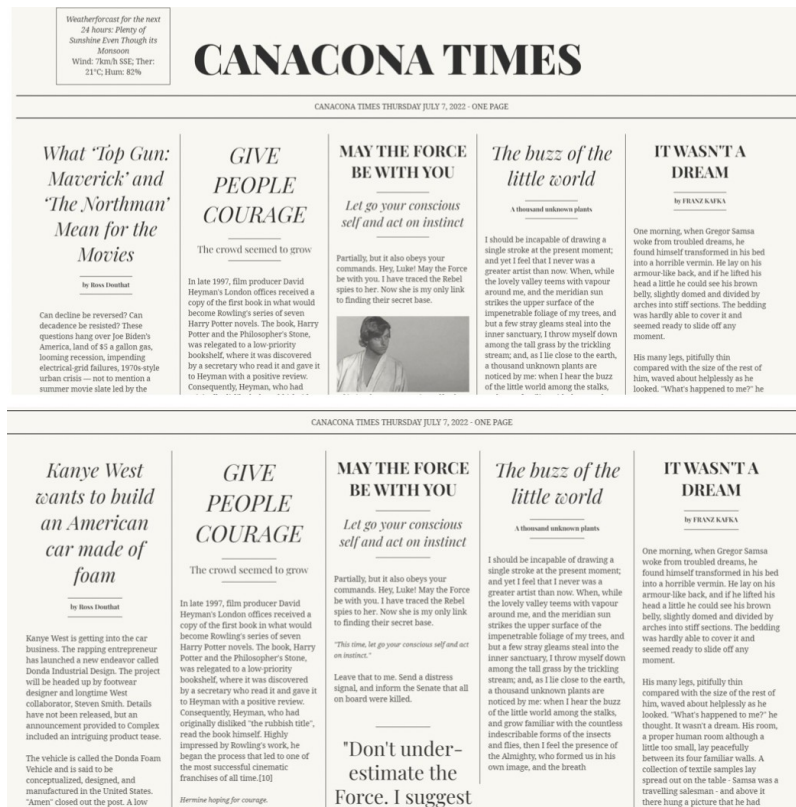 Weatherforcast for the next
24 hours: Plenty of
Sunshine Even Though its
Monsoon
Wind: 7km/h SSE; Ther:
21°C; Hum: 82%
CANACONA TIMES
CANACONA TIMES THURSDAY JULY 7, 2022 - ONE PAGE
What 'Top Gun:
Maverick' and
'The Northman'
Mean for the
Movies
by Ross Douthat
Can decline be reversed? Can
decadence be resisted? These
questions hang over Joe Biden's
America, land of $5 a gallon gas,
looming recession, impending
electrical-grid failures, 1970s-style
urban crisis — not to mention a
summer movie slate led by the
GIVE
PEOPLE
COURAGE
The crowd seemed to grow
In late 1997, film producer David
Heyman's London offices received a
copy of the first book in what would
become Rowling's series of seven
Harry Potter novels. The book, Harry
Potter and the Philosopher's Stone,
was relegated to a low-priority
bookshelf, where it was discovered
by a secretary who read it and gave it
to Heyman with a positive review.
Consequently, Heyman, who had
MAY THE FORCE
BE WITH YOU
Let go your conscious
self and act on instinct
Partially, but it also obeys your
commands. Hey, Luke! May the Force
be with you. I have traced the Rebel
spies to her. Now she is my only link
to finding their secret base.
The buzz of the
little world
A thousand unknown plants
I should be incapable of drawing a
single stroke at the present moment;
and yet I feel that I never was a
greater artist than now. When, while
the lovely valley teems with vapour
around me, and the meridian sun
strikes the upper surface of the
impenetrable foliage of my trees, and
but a few stray gleams steal into the
inner sanctuary, I throw myself down
among the tall grass by the trickling
stream; and, as I lie close to the earth,
a thousand unknown plants are
noticed by me: when I hear the buzz
of the little world among the stalks,
IT WASN'T A
DREAM
by FRANZ KAFKA
One morning, when Gregor Samsa
woke from troubled dreams, he
found himself transformed in his bed
into a horrible vermin. He lay on his
armour-like back, and if he lifted his
head a little he could see his brown
belly, slightly domed and divided by
arches into stiff sections. The bedding
was hardly able to cover it and
seemed ready to slide off any
moment.
His many legs, pitifully thin
compared with the size of the rest of
him, waved about helplessly as he
looked. "What's happened to me?" he
CANACONA TIMES THURSDAY JULY 7, 2022 - ONE PAGE
Kanye West
wants to build
an American
car made of
foam
by Ross Douthat
Kanye West is getting into the car
business. The rapping entrepreneur
has launched a new endeavor called
Donda Industrial Design. The project
will be headed up by footwear
designer and longtime West
collaborator, Steven Smith. Details
have not been released, but an
announcement provided to Complex
included an intriguing product tease.
The vehicle is called the Donda Foam
Vehicle and is said to be
conceptualized, designed, and
manufactured in the United States.
"Amen" closed out the post. A low
GIVE
PEOPLE
COURAGE
The crowd seemed to grow
In late 1997, film producer David
Heyman's London offices received a
copy of the first book in what would
become Rowling's series of seven
Harry Potter novels. The book, Harry
Potter and the Philosopher's Stone,
was relegated to a low-priority
bookshelf, where it was discovered
by a secretary who read it and gave it
to Heyman with a positive review.
Consequently, Heyman, who had
originally disliked "the rubbish title",
read the book himself. Highly
impressed by Rowling's work, he
began the process that led to one of
the most successful cinematic
franchises of all time.[10]
Hermine hoping for courage.
MAY THE FORCE
BE WITH YOU
Let go your conscious
self and act on instinct
Partially, but it also obeys your
commands. Hey, Luke! May the Force
be with you. I have traced the Rebel
spies to her. Now she is my only link
to finding their secret base.
"This time, let go your conscious self and act
on instinct."
Leave that to me. Send a distress
signal, and inform the Senate that all
on board were killed.
"Don't under-
estimate the
Force. I suggest
The buzz of the
little world
A thousand unknown plants
I should be incapable of drawing a
single stroke at the present moment;
and yet I feel that I never was a
greater artist than now. When, while
the lovely valley teems with vapour
around me, and the meridian sun
strikes the upper surface of the
impenetrable foliage of my trees, and
but a few stray gleams steal into the
inner sanctuary, I throw myself down
among the tall grass by the trickling
stream; and, as I lie close to the earth,
a thousand unknown plants are
noticed by me: when I hear the buzz
of the little world among the stalks,
and grow familiar with the countless
indescribable forms of the insects
and flies, then I feel the presence of
the Almighty, who formed us in his
own image, and the breath
IT WASN'T A
DREAM
by FRANZ KAFKA
One morning, when Gregor Samsa
woke from troubled dreams, he
found himself transformed in his bed
into a horrible vermin. He lay on his
armour-like back, and if he lifted his
head a little he could see his brown
belly, slightly domed and divided by
arches into stiff sections. The bedding
was hardly able to cover it and
seemed ready to slide off any
moment.
His many legs, pitifully thin
compared with the size of the rest of
him, waved about helplessly as he
looked. "What's happened to me?" he
thought. It wasn't a dream. His room,
a proper human room although a
little too small, lay peacefully
between its four familiar walls. A
collection of textile samples lay
spread out on the table - Samsa was a
travelling salesman - and above it
there hung a picture that he had